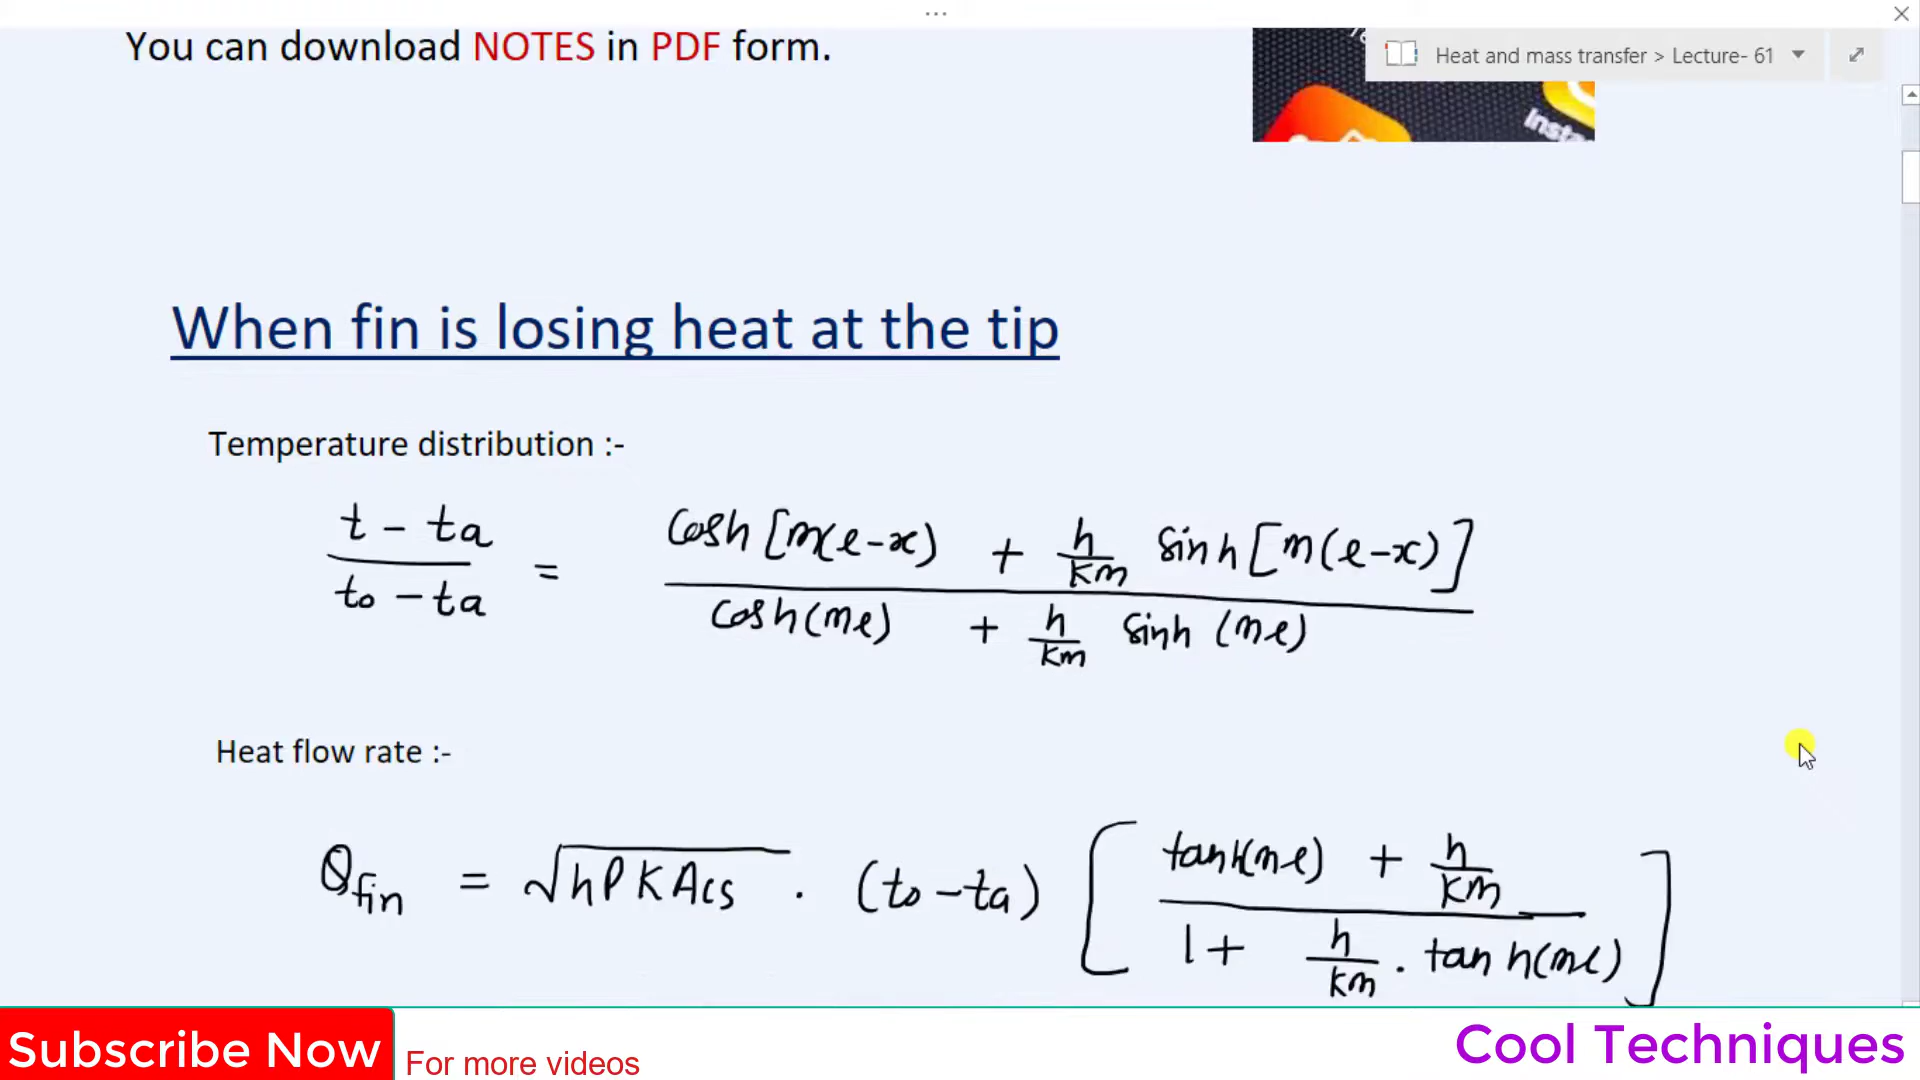 You can download NOTES in PDF form.
Heat and mass transfer > Lecture- 61
Insta
When fin is losing heat at the tip
Temperature distribution :-
t - ta / to - ta = cosh [m(l-x) + h/km sinh [m(l-x)] / cosh(ml) + h/km sinh (ml)
Heat flow rate :-
Qfin = √hPKAcs . (to-ta) [ tanh(ml) + h/km / 1 + h/km . tan h(ml) ]
Subscribe Now
For more videos
Cool Techniques